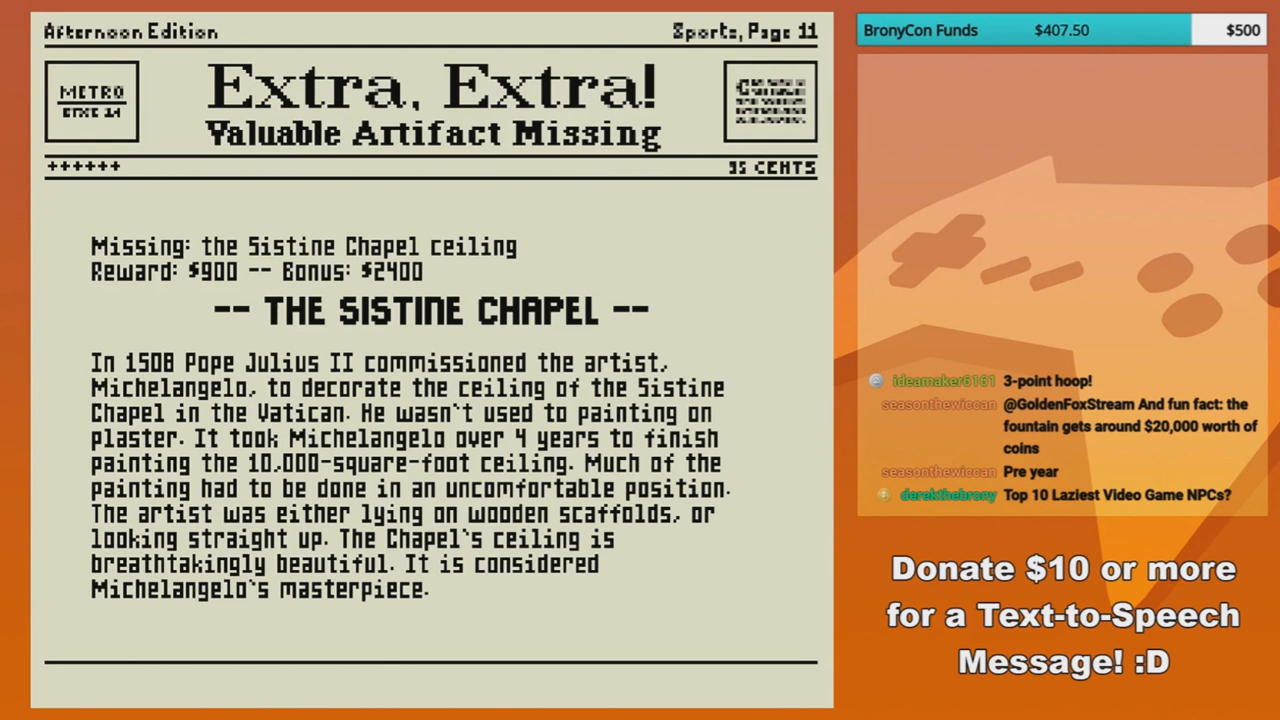 Afternoon Edition
Sports, Page 11
METRO
Extra, Extra!
Valuable Artifact Missing
++++++
35 CENTS
Missing: the Sistine Chapel ceiling
Reward: $900 -- Bonus: $2400
-- THE SISTINE CHAPEL --
In 1508 Pope Julius II commissioned the artist,
Michelangelo, to decorate the ceiling of the Sistine
Chapel in the Vatican. He wasn't used to painting on
plaster. It took Michelangelo over 4 years to finish
painting the 10,000-square-foot ceiling. Much of the
painting had to be done in an uncomfortable position.
The artist was either lying on wooden scaffolds, or
looking straight up. The Chapel's ceiling is
breathtakingly beautiful. It is considered
Michelangelo's masterpiece.
BronyCon Funds $407.50 $500
ideamaker6161 3-point hoop!
seasonthewiccan @GoldenFoxStream And fun fact: the
fountain gets around $20,000 worth of
coins
seasonthewiccan Pre year
derekthebrony Top 10 Laziest Video Game NPCs?
Donate $10 or more
for a Text-to-Speech
Message! :D